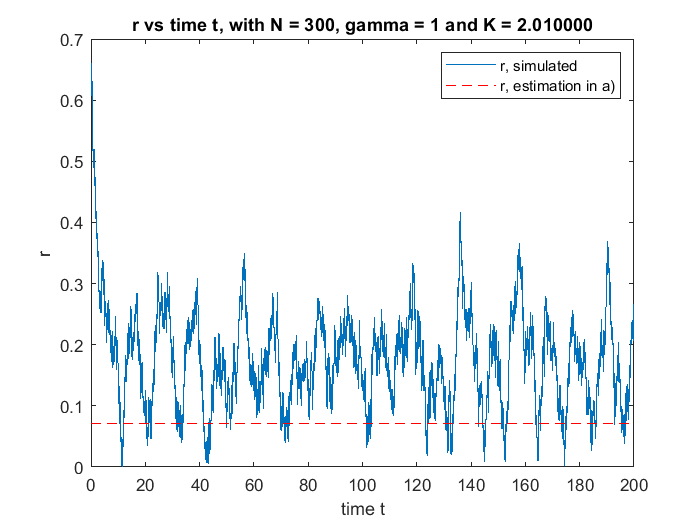 r vs time t, with N = 300, gamma = 1 and K = 2.010000
r, simulated
r, estimation in a)
0.7
0.6
0.5
0.4
0.3
0.2
0.1
0
r
0 20 40 60 80 100 120 140 160 180 200
time t